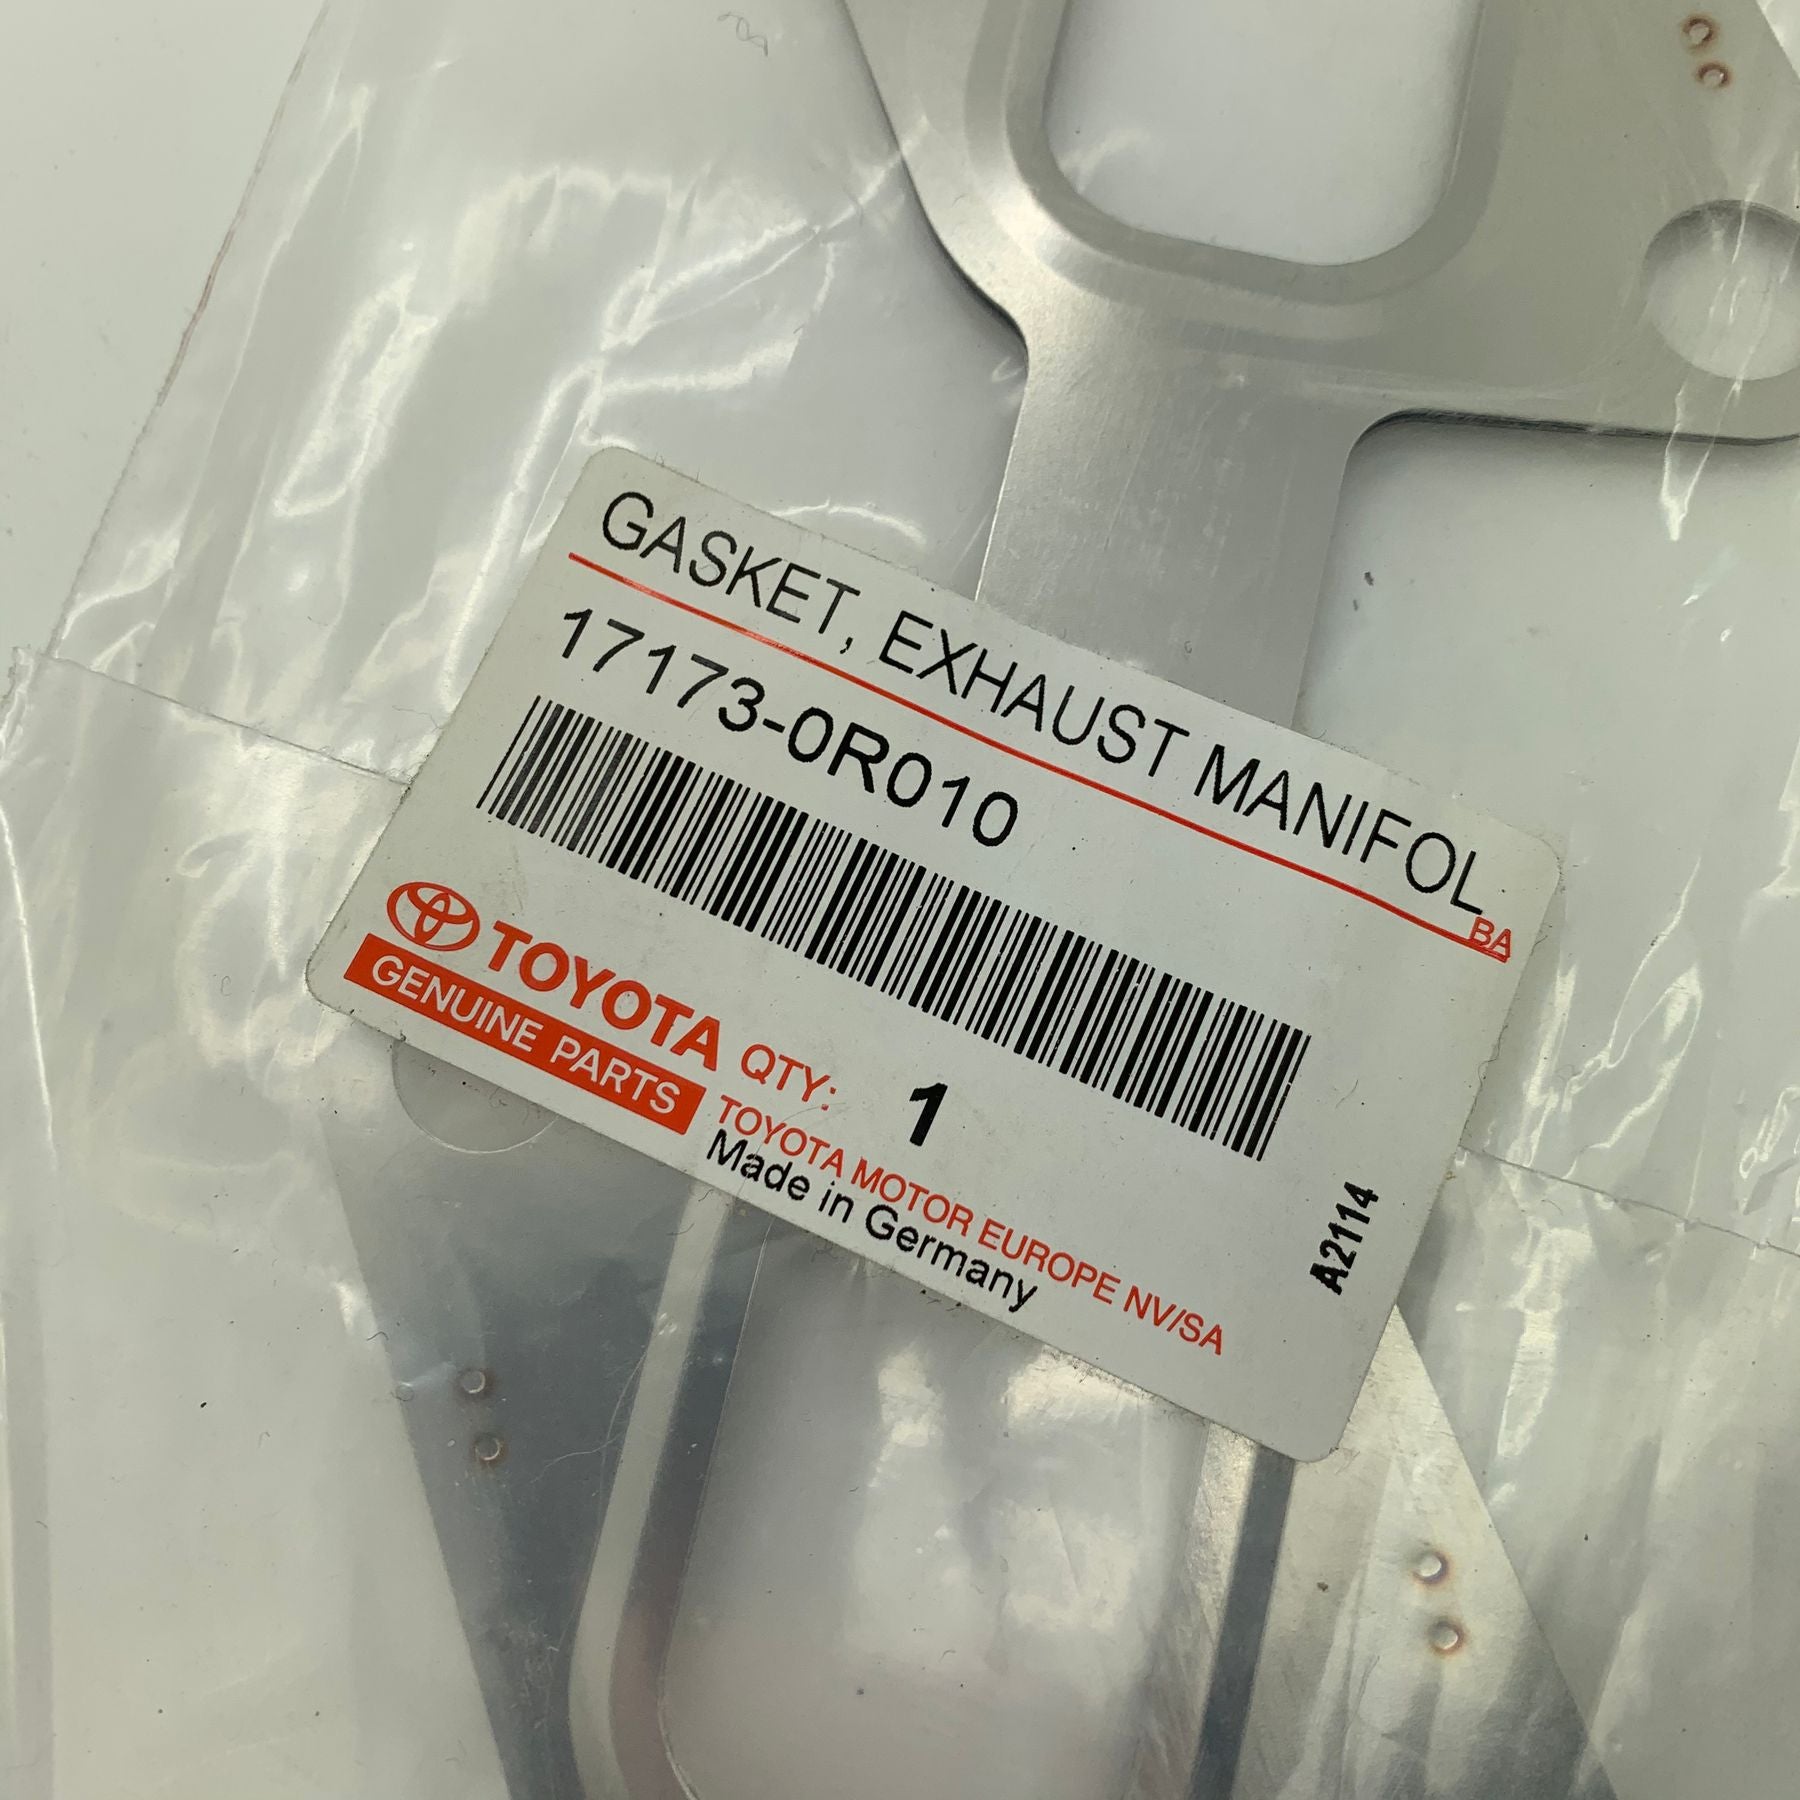 GASKET, EXHAUST MANIFOL
BA
17173-0R010
TOYOTA
GENUINE PARTS
QTY: 1
TOYOTA MOTOR EUROPE NV/SA
Made in Germany
A2114